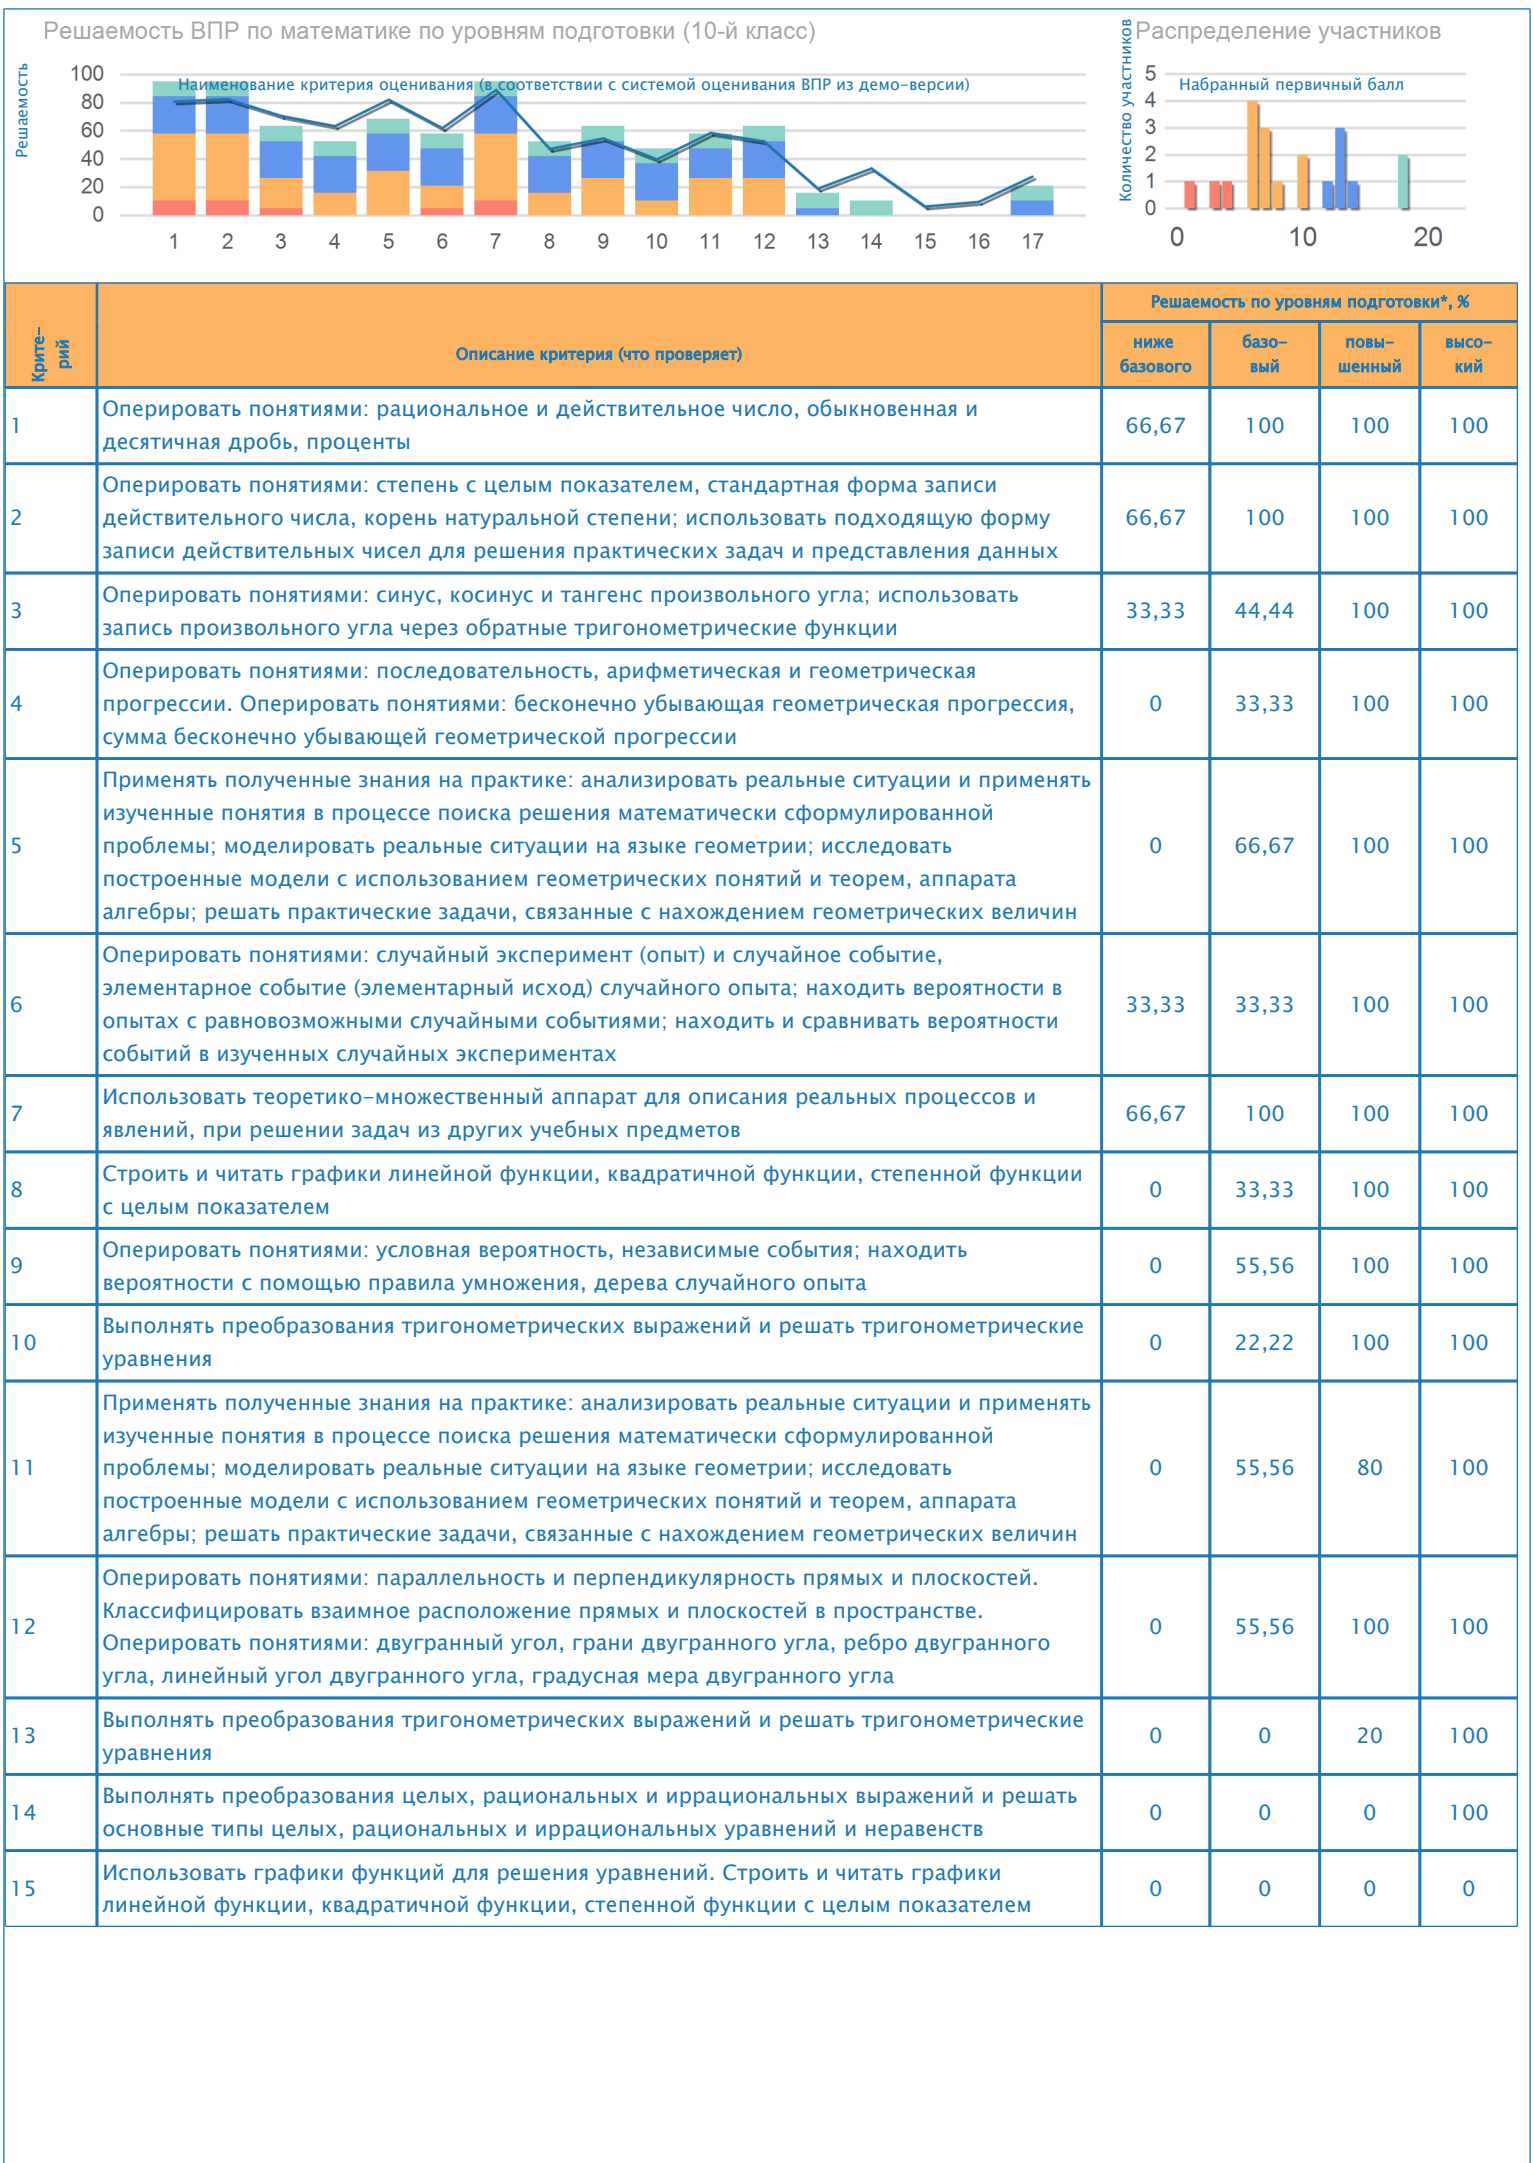 Решаемость ВПР по математике по уровням подготовки (10-й класс)
Решаемость
100
80
60
40
20
0
Наименование критерия оценивания (в соответствии с системой оценивания ВПР из демо-версии)
1 2 3 4 5 6 7 8 9 10 11 12 13 14 15 16 17
Распределение участников
Количество участников
5
4
3
2
1
0
Набранный первичный балл
0 10 20
Крите-
рий
Описание критерия (что проверяет)
Решаемость по уровням подготовки*, %
ниже
базового
базо-
вый
повы-
шенный
высо-
кий
1
Оперировать понятиями: рациональное и действительное число, обыкновенная и
десятичная дробь, проценты
66,67 100 100 100
2
Оперировать понятиями: степень с целым показателем, стандартная форма записи
действительного числа, корень натуральной степени; использовать подходящую форму
записи действительных чисел для решения практических задач и представления данных
66,67 100 100 100
3
Оперировать понятиями: синус, косинус и тангенс произвольного угла; использовать
запись произвольного угла через обратные тригонометрические функции
33,33 44,44 100 100
4
Оперировать понятиями: последовательность, арифметическая и геометрическая
прогрессии. Оперировать понятиями: бесконечно убывающая геометрическая прогрессия,
сумма бесконечно убывающей геометрической прогрессии
0 33,33 100 100
5
Применять полученные знания на практике: анализировать реальные ситуации и применять
изученные понятия в процессе поиска решения математически сформулированной
проблемы; моделировать реальные ситуации на языке геометрии; исследовать
построенные модели с использованием геометрических понятий и теорем, аппарата
алгебры; решать практические задачи, связанные с нахождением геометрических величин
0 66,67 100 100
6
Оперировать понятиями: случайный эксперимент (опыт) и случайное событие,
элементарное событие (элементарный исход) случайного опыта; находить вероятности в
опытах с равновозможными случайными событиями; находить и сравнивать вероятности
событий в изученных случайных экспериментах
33,33 33,33 100 100
7
Использовать теоретико-множественный аппарат для описания реальных процессов и
явлений, при решении задач из других учебных предметов
66,67 100 100 100
8
Строить и читать графики линейной функции, квадратичной функции, степенной функции
с целым показателем
0 33,33 100 100
9
Оперировать понятиями: условная вероятность, независимые события; находить
вероятности с помощью правила умножения, дерева случайного опыта
0 55,56 100 100
10
Выполнять преобразования тригонометрических выражений и решать тригонометрические
уравнения
0 22,22 100 100
11
Применять полученные знания на практике: анализировать реальные ситуации и применять
изученные понятия в процессе поиска решения математически сформулированной
проблемы; моделировать реальные ситуации на языке геометрии; исследовать
построенные модели с использованием геометрических понятий и теорем, аппарата
алгебры; решать практические задачи, связанные с нахождением геометрических величин
0 55,56 80 100
12
Оперировать понятиями: параллельность и перпендикулярность прямых и плоскостей.
Классифицировать взаимное расположение прямых и плоскостей в пространстве.
Оперировать понятиями: двугранный угол, грани двугранного угла, ребро двугранного
угла, линейный угол двугранного угла, градусная мера двугранного угла
0 55,56 100 100
13
Выполнять преобразования тригонометрических выражений и решать тригонометрические
уравнения
0 0 20 100
14
Выполнять преобразования целых, рациональных и иррациональных выражений и решать
основные типы целых, рациональных и иррациональных уравнений и неравенств
0 0 0 100
15
Использовать графики функций для решения уравнений. Строить и читать графики
линейной функции, квадратичной функции, степенной функции с целым показателем
0 0 0 0